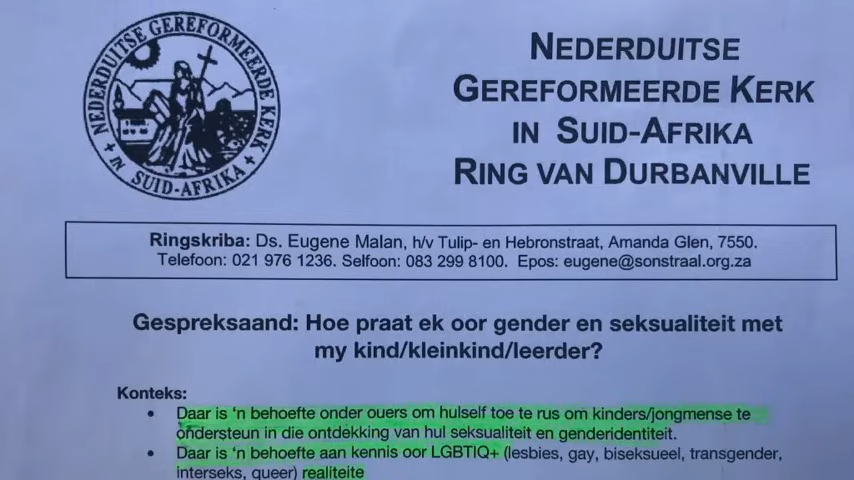 NEDERDUITSE GEREFORMEERDE KERK
IN SUID-AFRIKA
NEDERDUITSE
GEREFORMEERDE KERK
IN SUID-AFRIKA
RING VAN DURBANVILLE
Ringskriba: Ds. Eugene Malan, h/v Tulip- en Hebronstraat, Amanda Glen, 7550.
Telefoon: 021 976 1236. Selfoon: 083 299 8100. Epos: eugene@sonstraal.org.za
Gespreksaand: Hoe praat ek oor gender en seksualiteit met
my kind/kleinkind/leerder?
Konteks:
• Daar is 'n behoefte onder ouers om hulself toe te rus om kinders/jongmense te
ondersteun in die ontdekking van hul seksualiteit en genderidentiteit.
• Daar is 'n behoefte aan kennis oor LGBTIQ+ (lesbies, gay, biseksueel, transgender,
interseks, queer) realiteite